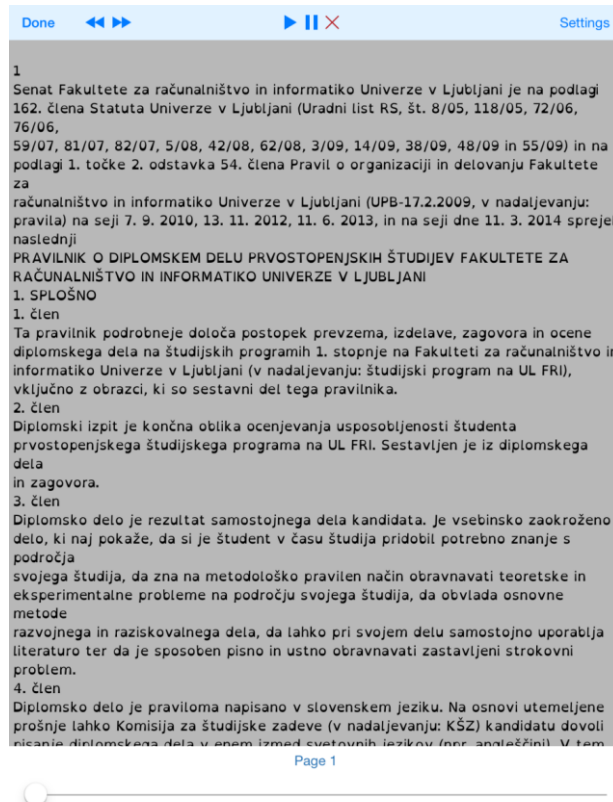 Done
Settings
1
Senat Fakultete za računalništvo in informatiko Univerze v Ljubljani je na podlagi
162. člena Statuta Univerze v Ljubljani (Uradni list RS, št. 8/05, 118/05, 72/06,
76/06,
59/07, 81/07, 82/07, 5/08, 42/08, 62/08, 3/09, 14/09, 38/09, 48/09 in 55/09) in na
podlagi 1. točke 2. odstavka 54. člena Pravil o organizaciji in delovanju Fakultete
za
računalništvo in informatiko Univerze v Ljubljani (UPB-17.2.2009, v nadaljevanju:
pravila) na seji 7. 9. 2010, 13. 11. 2012, 11. 6. 2013, in na seji dne 11. 3. 2014 sprejel
naslednji
PRAVILNIK O DIPLOMSKEM DELU PRVOSTOPENJSKIH ŠTUDIJEV FAKULTETE ZA
RAČUNALNIŠTVO IN INFORMATIKO UNIVERZE V LJUBLJANI
1. SPLOŠNO
1. člen
Ta pravilnik podrobneje določa postopek prevzema, izdelave, zagovora in ocene
diplomskega dela na študijskih programih 1. stopnje na Fakulteti za računalništvo in
informatiko Univerze v Ljubljani (v nadaljevanju: študijski program na UL FRI),
vključno z obrazci, ki so sestavni del tega pravilnika.
2. člen
Diplomski izpit je končna oblika ocenjevanja usposobljenosti študenta
prvostopenjskega študijskega programa na UL FRI. Sestavljen je iz diplomskega
dela
in zagovora.
3. člen
Diplomsko delo je rezultat samostojnega dela kandidata. Je vsebinsko zaokroženo
delo, ki naj pokaže, da si je študent v času študija pridobil potrebno znanje s
področja
svojega študija, da zna na metodološko pravilen način obravnavati teoretske in
eksperimentalne probleme na področju svojega študija, da obvlada osnovne
metode
razvojnega in raziskovalnega dela, da lahko pri svojem delu samostojno uporablja
literaturo ter da je sposoben pisno in ustno obravnavati zastavljeni strokovni
problem.
4. člen
Diplomsko delo je praviloma napisano v slovenskem jeziku. Na osnovi utemeljene
prošnje lahko Komisija za študijske zadeve (v nadaljevanju: KŠZ) kandidatu dovoli
pisanje diplomskega dela v enem izmed svetovnih jezikov (npr. angleščini). V tem
Page 1